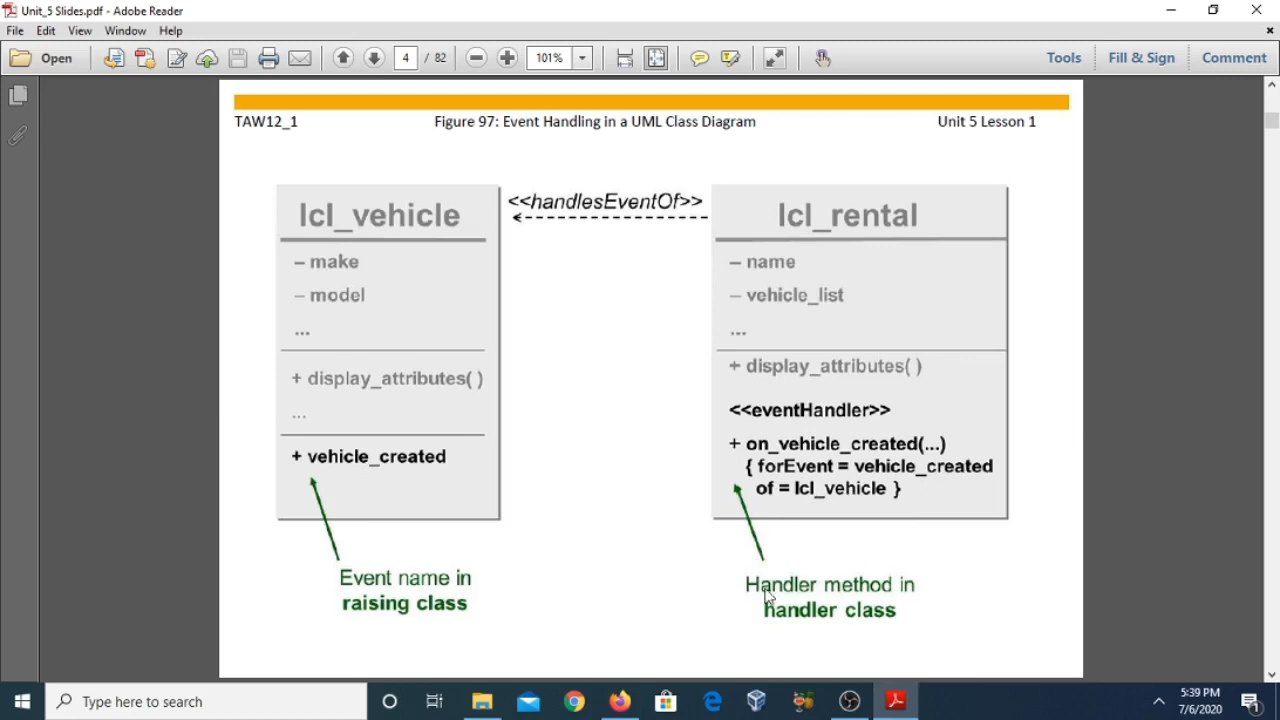 Unit_5 Slides.pdf - Adobe Reader
File Edit View Window Help
Open 4 / 82 101% Tools Fill & Sign Comment
TAW12_1 Figure 97: Event Handling in a UML Class Diagram Unit 5 Lesson 1
<<handlesEventOf>>
lcl_vehicle
– make
– model
...
+ display_attributes( )
...
+ vehicle_created
Event name in
raising class
lcl_rental
– name
– vehicle_list
...
+ display_attributes( )
<<eventHandler>>
+ on_vehicle_created(...)
{ forEvent = vehicle_created
of = lcl_vehicle }
Handler method in
handler class
Type here to search
5:39 PM
7/6/2020
1